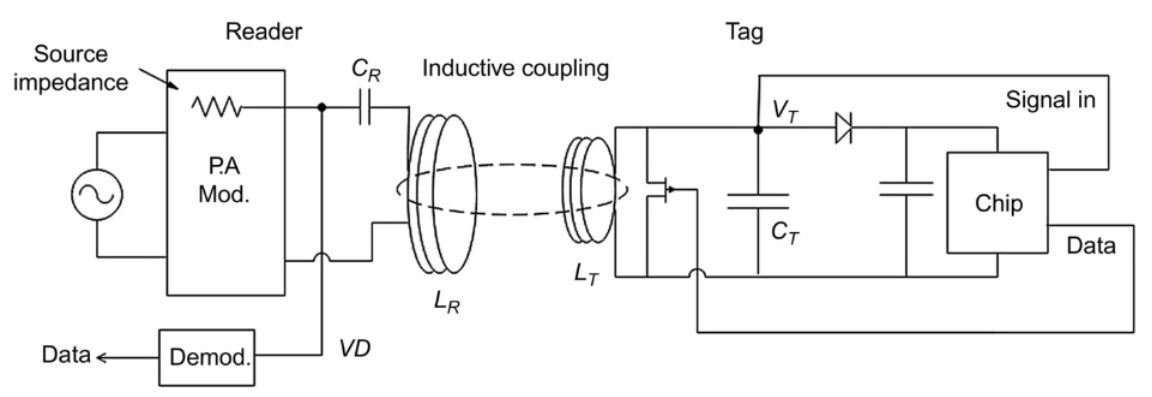 Reader
Tag
Source
impedance
C_R
Inductive coupling
V_T
Signal in
P.A
Mod.
Chip
C_T
Data
L_T
L_R
VD
Data
Demod.